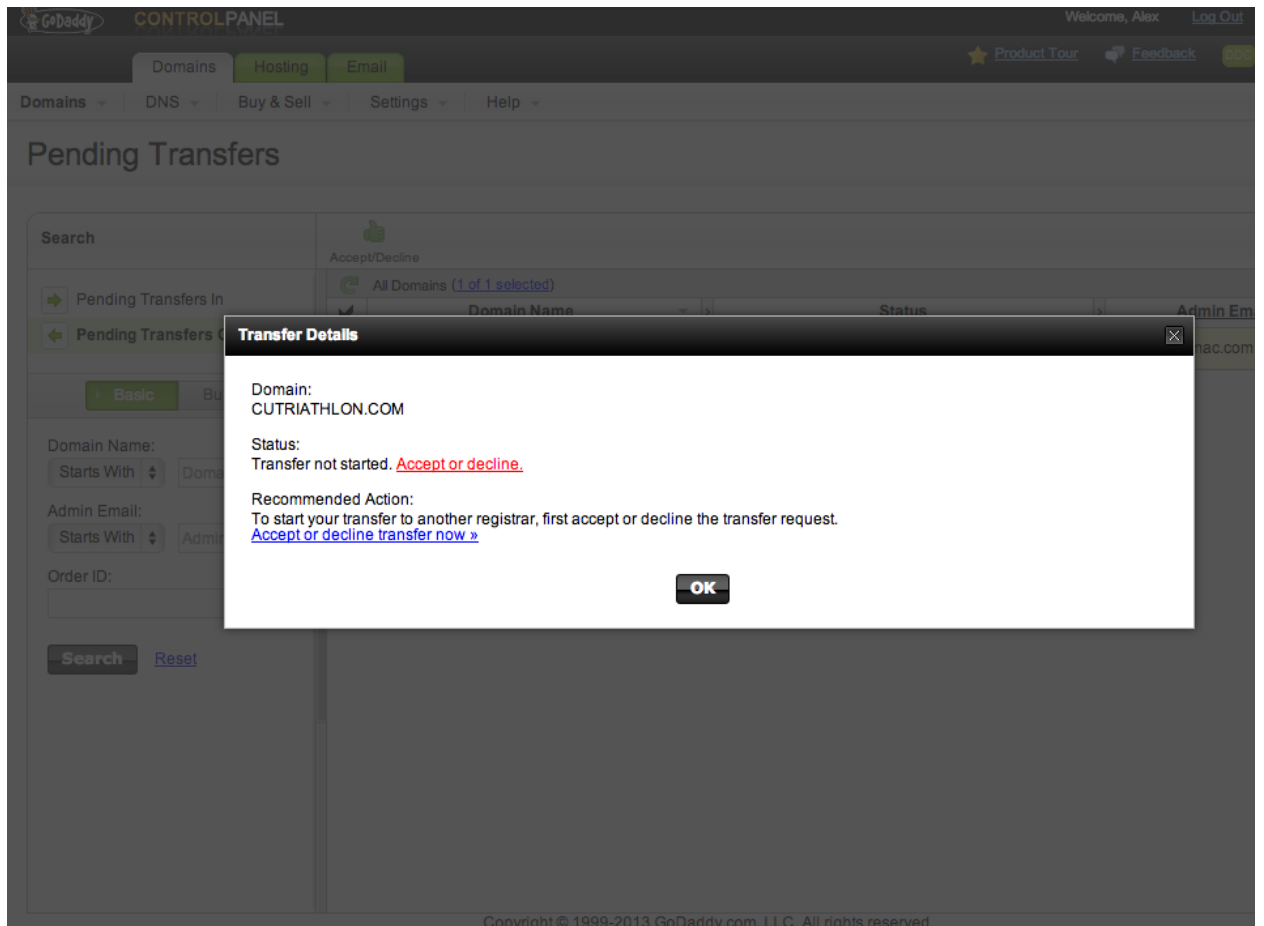 GoDaddy CONTROLPANEL Welcome, Alex Log Out
Product Tour Feedback
Domains Hosting Email
Domains DNS Buy & Sell Settings Help
Pending Transfers
Search
Accept/Decline
All Domains (1 of 1 selected)
Pending Transfers In
Domain Name Status Admin Em
Pending Transfers
Transfer Details
mac.com
Domain:
CUTRIATHLON.COM
Basic Bu
Status:
Transfer not started. Accept or decline.
Domain Name:
Starts With Doma
Recommended Action:
To start your transfer to another registrar, first accept or decline the transfer request.
Accept or decline transfer now »
Admin Email:
Starts With Admin
Order ID:
OK
Search Reset
Copyright © 1999-2013 GoDaddy.com, LLC. All rights reserved.